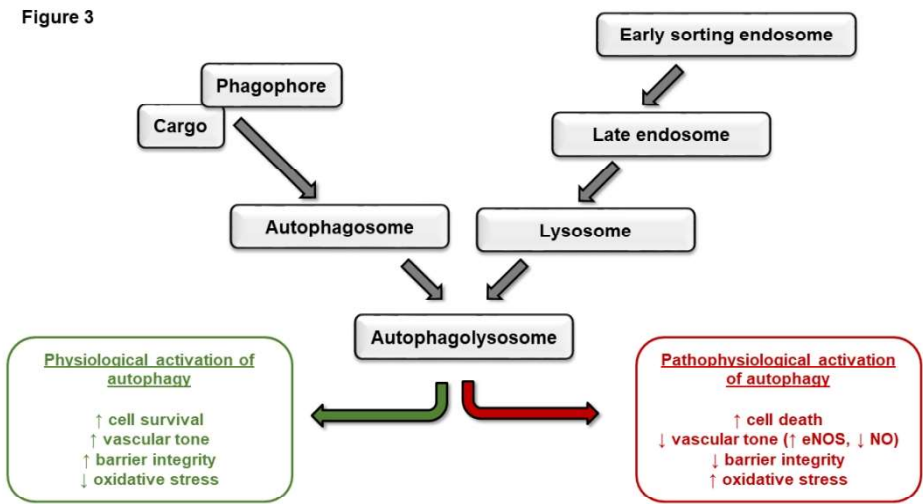 Figure 3
Early sorting endosome
Phagophore
Cargo
Late endosome
Autophagosome
Lysosome
Autophagolysosome
Physiological activation of
autophagy
↑ cell survival
↑ vascular tone
↑ barrier integrity
↓ oxidative stress
Pathophysiological activation
of autophagy
↑ cell death
↓ vascular tone (↑ eNOS, ↓ NO)
↓ barrier integrity
↑ oxidative stress